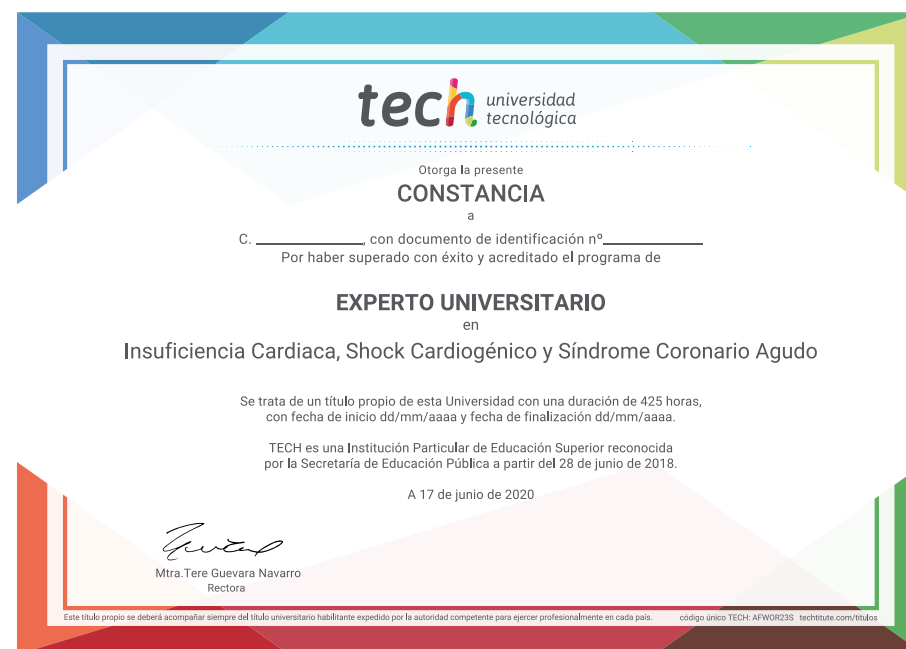 tech universidad
tecnológica
Otorga la presente
CONSTANCIA
a
C. ______________, con documento de identificación nº_____________
Por haber superado con éxito y acreditado el programa de
EXPERTO UNIVERSITARIO
en
Insuficiencia Cardiaca, Shock Cardiogénico y Síndrome Coronario Agudo
Se trata de un título propio de esta Universidad con una duración de 425 horas,
con fecha de inicio dd/mm/aaaa y fecha de finalización dd/mm/aaaa.
TECH es una Institución Particular de Educación Superior reconocida
por la Secretaría de Educación Pública a partir del 28 de junio de 2018.
A 17 de junio de 2020
Mtra.Tere Guevara Navarro
Rectora
Este título propio se deberá acompañar siempre del título universitario habilitante expedido por la autoridad competente para ejercer profesionalmente en cada país. código único TECH: AFWOR23S techtitute.com/titulos